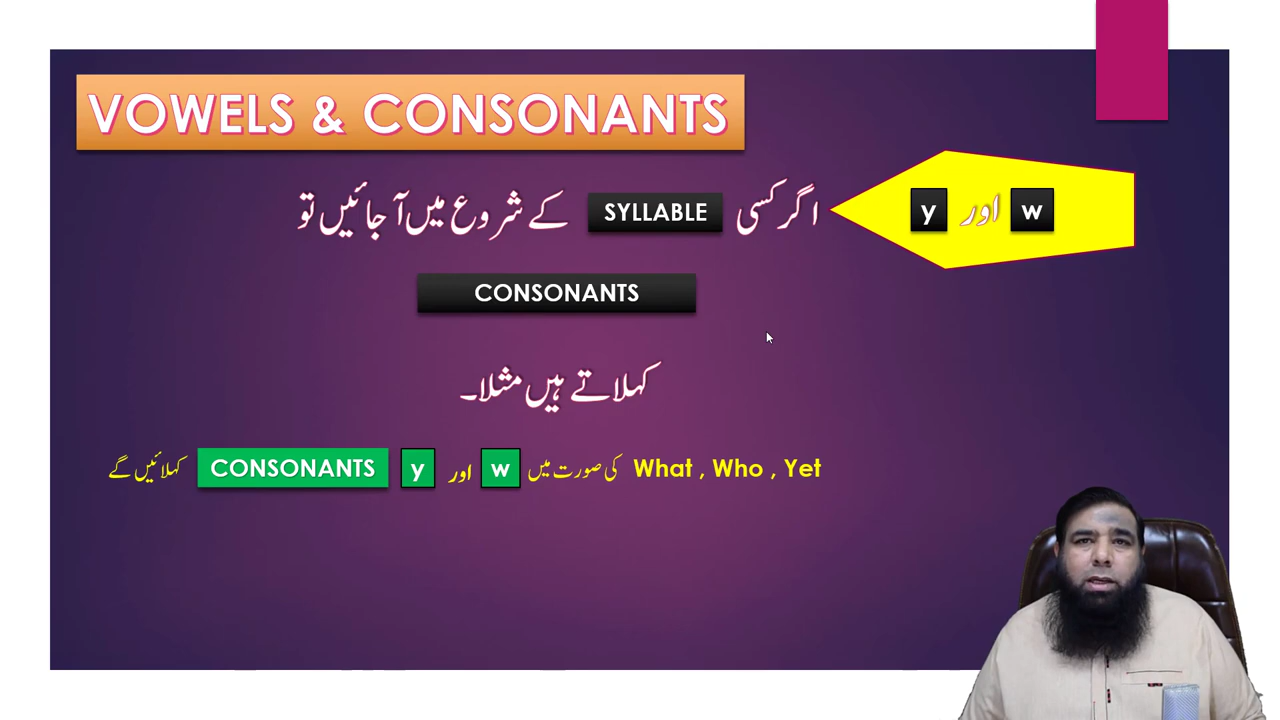 VOWELS & CONSONANTS
w اور y اگر کسی SYLLABLE کے شروع میں آ جائیں تو
CONSONANTS
کہلاتے ہیں مثلا۔
What , Who , Yet کی صورت میں w اور y CONSONANTS کہلائیں گے